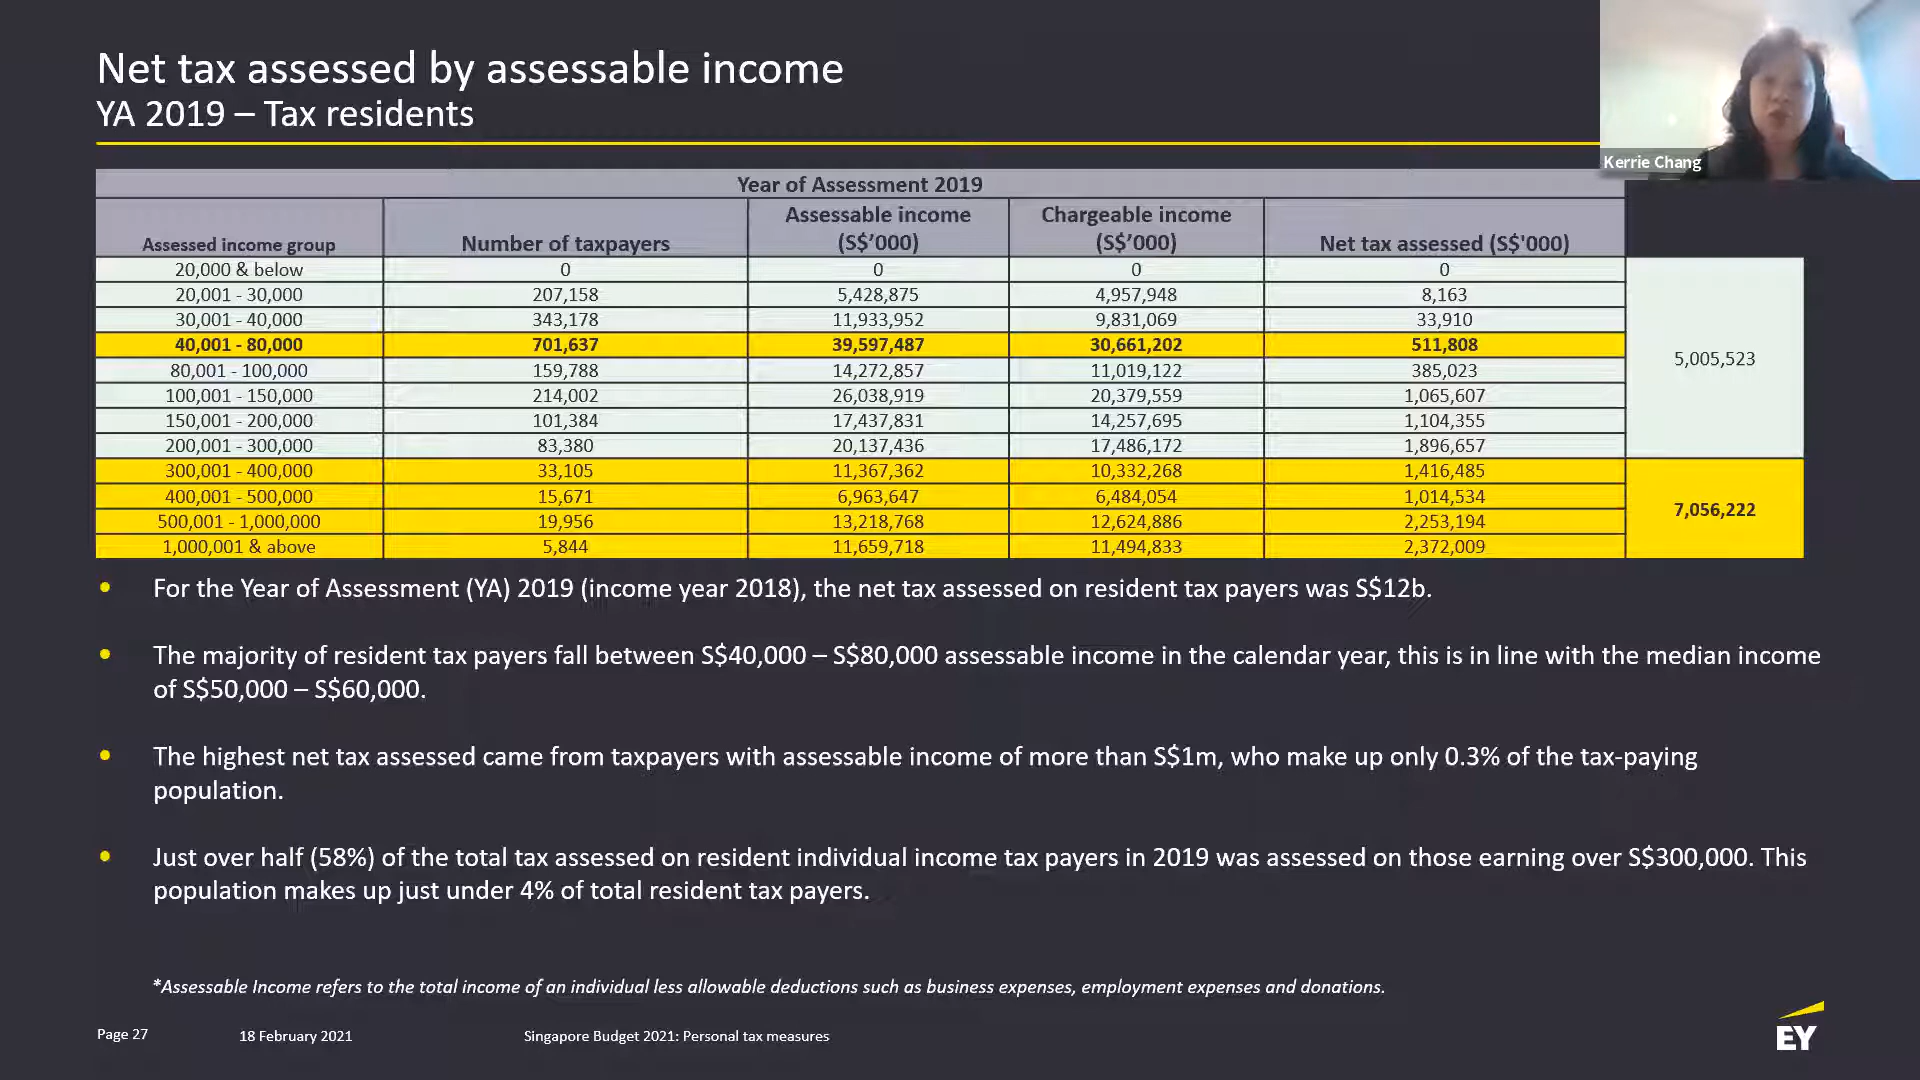 Net tax assessed by assessable income
YA 2019 – Tax residents
Kerrie Chang
Year of Assessment 2019
Assessed income group Number of taxpayers Assessable income (S$’000) Chargeable income (S$’000) Net tax assessed (S$'000)
20,000 & below 0 0 0 0
20,001 - 30,000 207,158 5,428,875 4,957,948 8,163
30,001 - 40,000 343,178 11,933,952 9,831,069 33,910
40,001 - 80,000 701,637 39,597,487 30,661,202 511,808
80,001 - 100,000 159,788 14,272,857 11,019,122 385,023
5,005,523
100,001 - 150,000 214,002 26,038,919 20,379,559 1,065,607
150,001 - 200,000 101,384 17,437,831 14,257,695 1,104,355
200,001 - 300,000 83,380 20,137,436 17,486,172 1,896,657
300,001 - 400,000 33,105 11,367,362 10,332,268 1,416,485
400,001 - 500,000 15,671 6,963,647 6,484,054 1,014,534
7,056,222
500,001 - 1,000,000 19,956 13,218,768 12,624,886 2,253,194
1,000,001 & above 5,844 11,659,718 11,494,833 2,372,009
• For the Year of Assessment (YA) 2019 (income year 2018), the net tax assessed on resident tax payers was S$12b.
• The majority of resident tax payers fall between S$40,000 – S$80,000 assessable income in the calendar year, this is in line with the median income
of S$50,000 – S$60,000.
• The highest net tax assessed came from taxpayers with assessable income of more than S$1m, who make up only 0.3% of the tax-paying
population.
• Just over half (58%) of the total tax assessed on resident individual income tax payers in 2019 was assessed on those earning over S$300,000. This
population makes up just under 4% of total resident tax payers.
*Assessable Income refers to the total income of an individual less allowable deductions such as business expenses, employment expenses and donations.
Page 27 18 February 2021 Singapore Budget 2021: Personal tax measures
EY